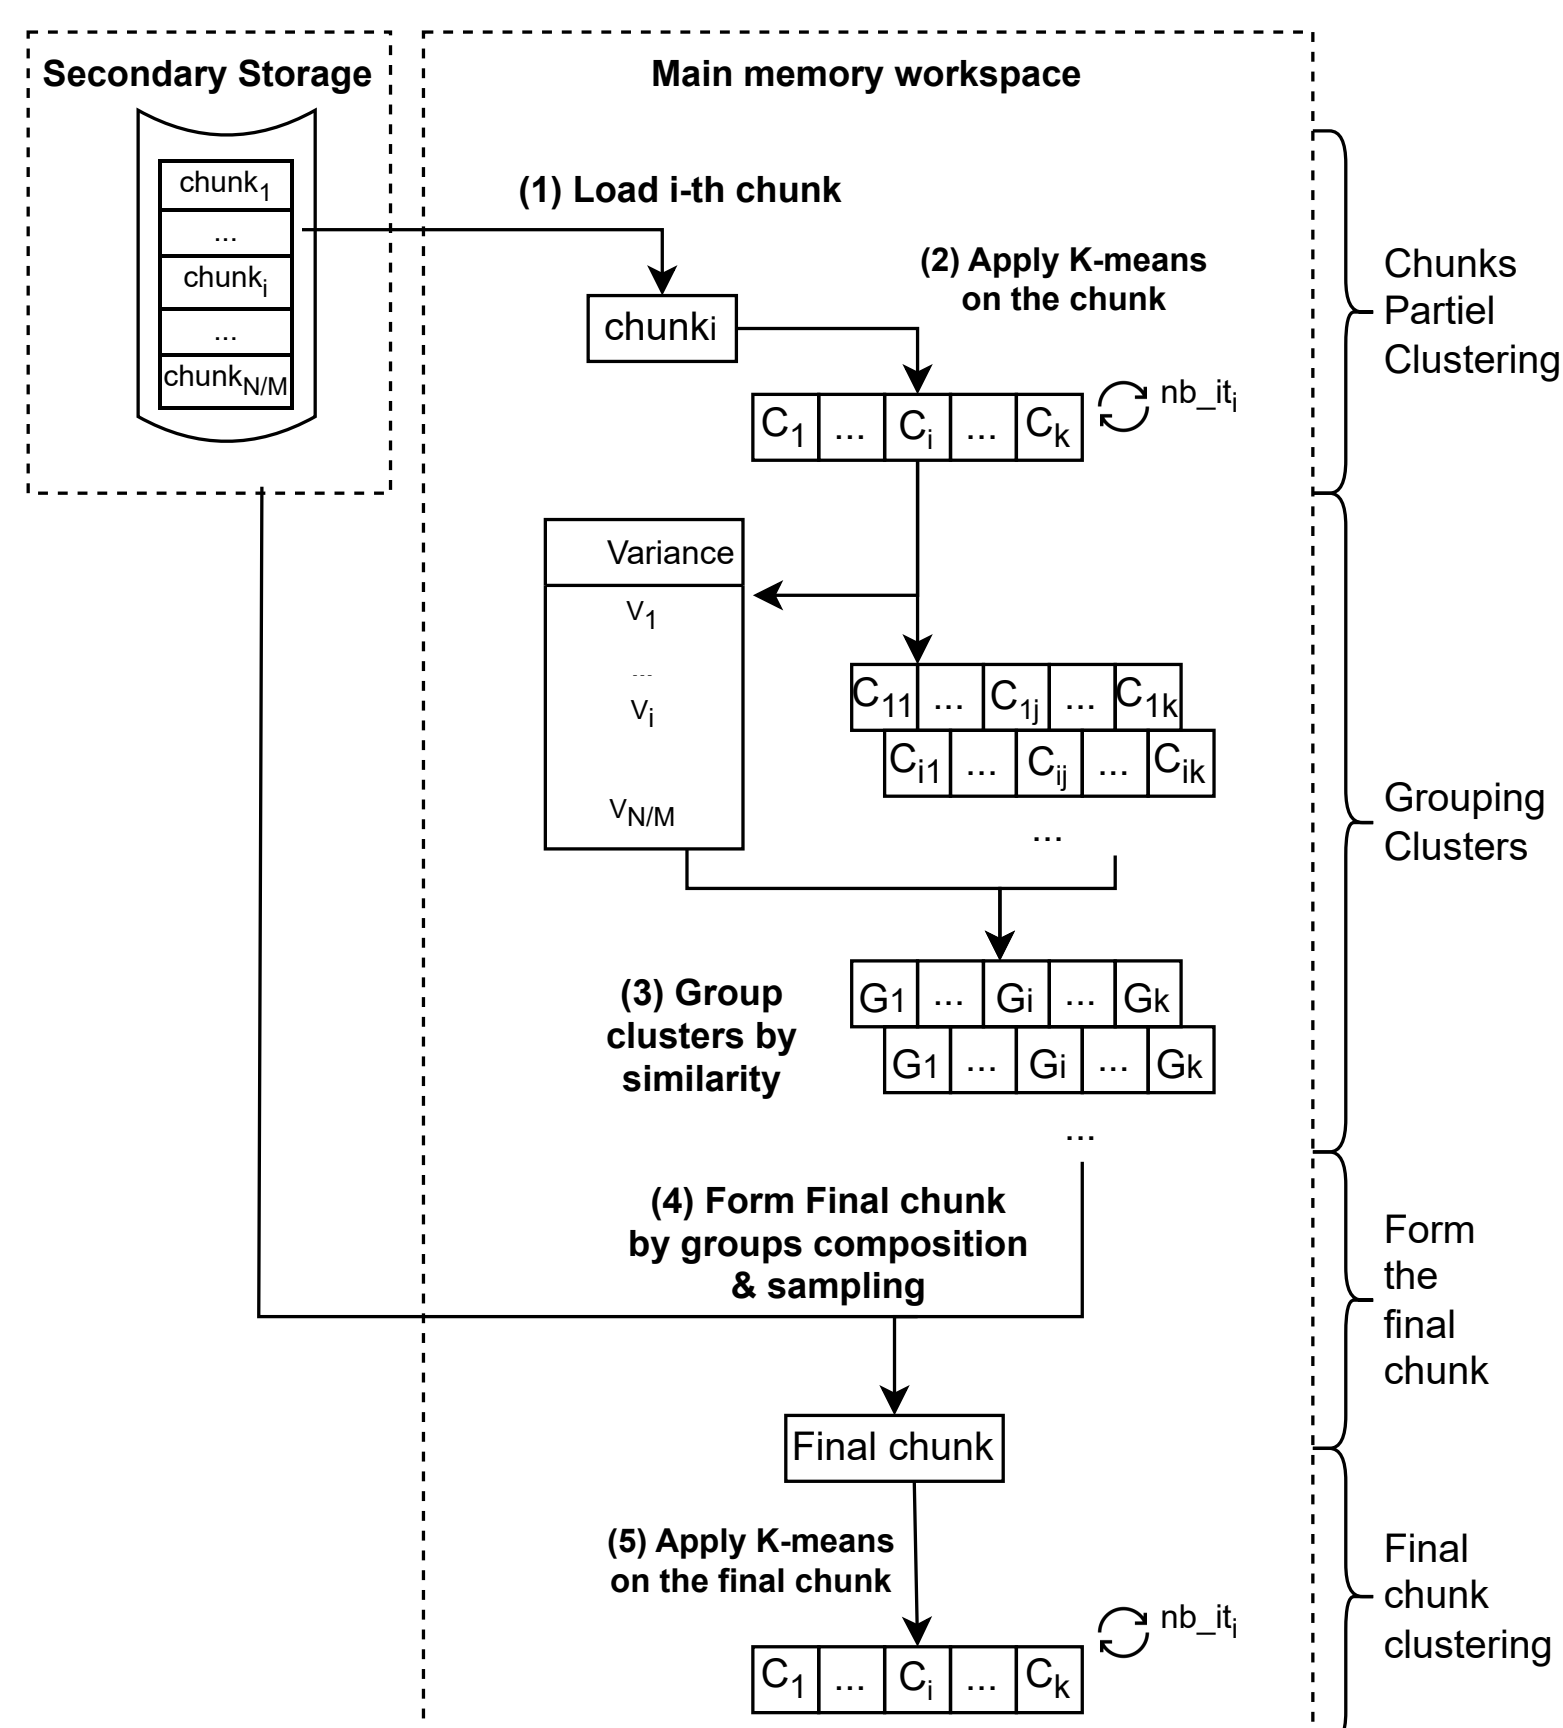 Secondary Storage
Main memory workspace
chunk1
...
chunki
...
chunkN/M
(1) Load i-th chunk
(2) Apply K-means
on the chunk
chunki
C1 ... Ci ... Ck
nb_iti
Chunks
Partiel
Clustering
Variance
V1
...
Vi
VN/M
C11 ... C1j ... C1k
Ci1 ... Cij ... Cik
...
Grouping
Clusters
(3) Group
clusters by
similarity
G1 ... Gi ... Gk
G1 ... Gi ... Gk
...
(4) Form Final chunk
by groups composition
& sampling
Form
the
final
chunk
Final chunk
(5) Apply K-means
on the final chunk
nb_iti
C1 ... Ci ... Ck
Final
chunk
clustering